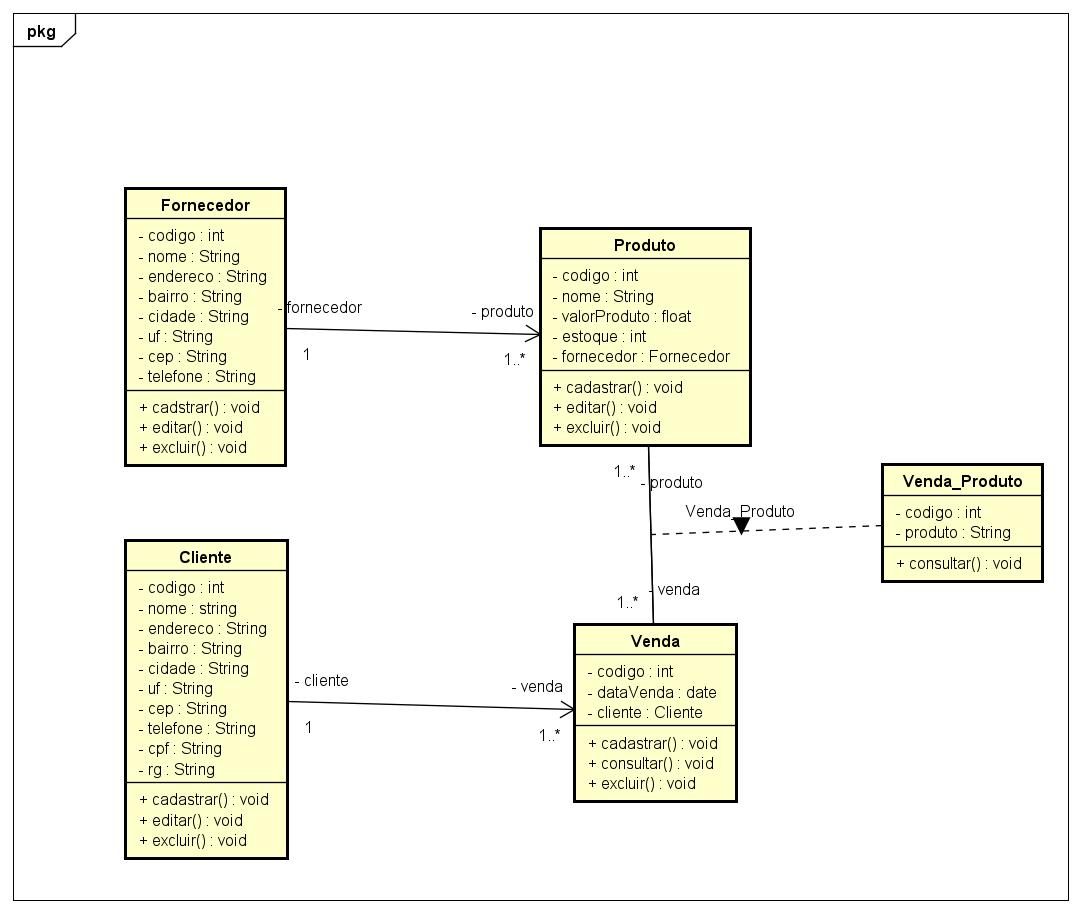 pkg
Fornecedor
- codigo : int
- nome : String
- endereco : String
- bairro : String
- cidade : String
- uf : String
- cep : String
- telefone : String
+ cadstrar() : void
+ editar() : void
+ excluir() : void
- fornecedor
1
- produto
1..*
Produto
- codigo : int
- nome : String
- valorProduto : float
- estoque : int
- fornecedor : Fornecedor
+ cadastrar() : void
+ editar() : void
+ excluir() : void
1..*
- produto
Venda_Produto
- venda
1..*
Venda_Produto
- codigo : int
- produto : String
+ consultar() : void
Cliente
- codigo : int
- nome : string
- endereco : String
- bairro : String
- cidade : String
- uf : String
- cep : String
- telefone : String
- cpf : String
- rg : String
+ cadastrar() : void
+ editar() : void
+ excluir() : void
- cliente
1
- venda
1..*
Venda
- codigo : int
- dataVenda : date
- cliente : Cliente
+ cadastrar() : void
+ consultar() : void
+ excluir() : void